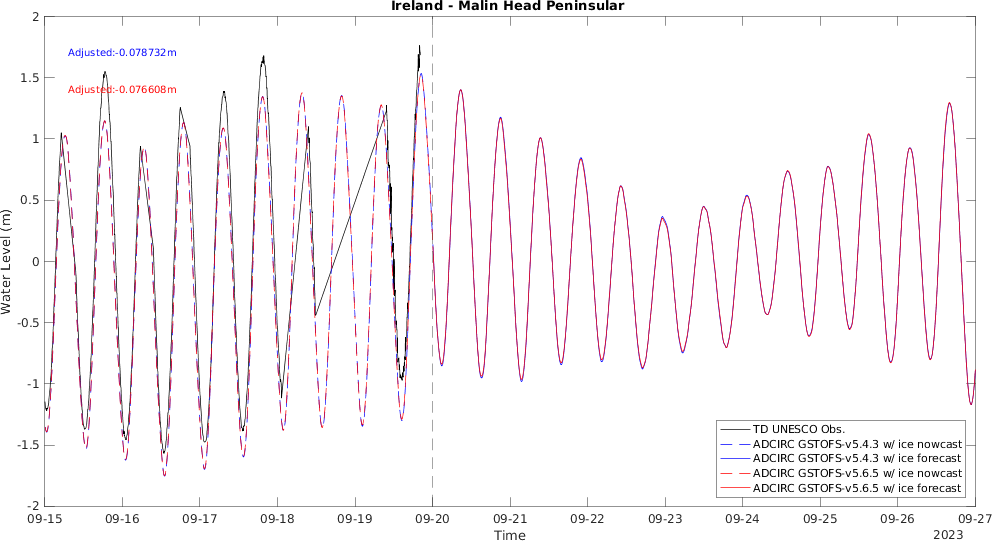 Ireland - Malin Head Peninsular
Adjusted:-0.078732m
Adjusted:-0.076608m
Water Level (m)
2
1.5
1
0.5
0
-0.5
-1
-1.5
-2
TD UNESCO Obs.
ADCIRC GSTOFS-v5.4.3 w/ ice nowcast
ADCIRC GSTOFS-v5.4.3 w/ ice forecast
ADCIRC GSTOFS-v5.6.5 w/ ice nowcast
ADCIRC GSTOFS-v5.6.5 w/ ice forecast
09-15 09-16 09-17 09-18 09-19 09-20 09-21 09-22 09-23 09-24 09-25 09-26 09-27
Time
2023